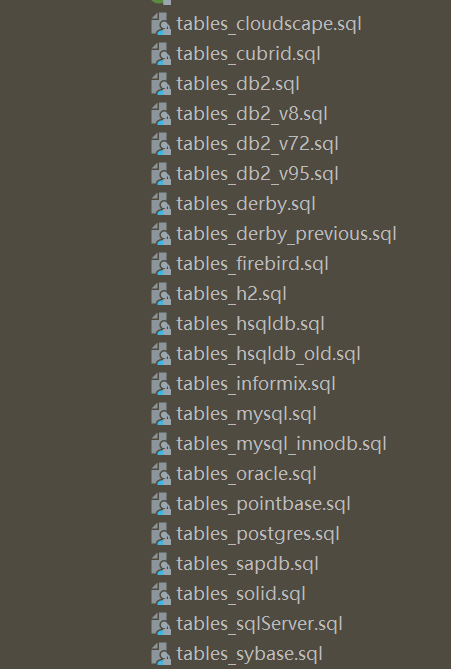 tables_cloudscape.sql
tables_cubrid.sql
tables_db2.sql
tables_db2_v8.sql
tables_db2_v72.sql
tables_db2_v95.sql
tables_derby.sql
tables_derby_previous.sql
tables_firebird.sql
tables_h2.sql
tables_hsqldb.sql
tables_hsqldb_old.sql
tables_informix.sql
tables_mysql.sql
tables_mysql_innodb.sql
tables_oracle.sql
tables_pointbase.sql
tables_postgres.sql
tables_sapdb.sql
tables_solid.sql
tables_sqlServer.sql
tables_sybase.sql